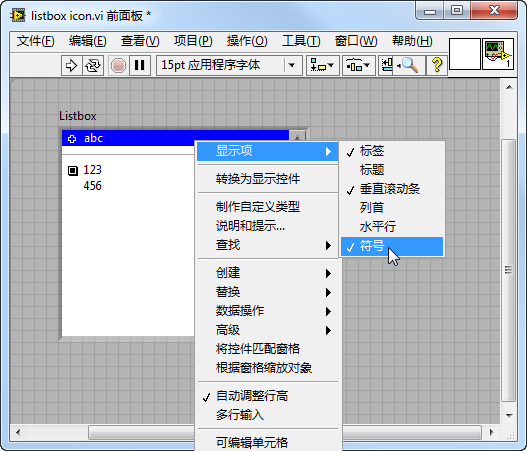 listbox icon.vi 前面板 *
文件(F) 编辑(E) 查看(V) 项目(P) 操作(O) 工具(T) 窗口(W) 帮助(H)
15pt 应用程序字体
1
Listbox
abc
123
456
显示项
转换为显示控件
制作自定义类型
说明和提示...
查找
创建
替换
数据操作
高级
将控件匹配窗格
根据窗格缩放对象
自动调整行高
多行输入
可编辑单元格
标签
标题
垂直滚动条
列首
水平行
符号